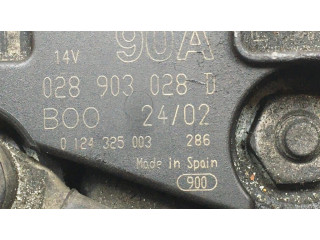 14V 90A
028 903 028 D
BOO 24/02
0 124 325 003 286
Made in Spain
900